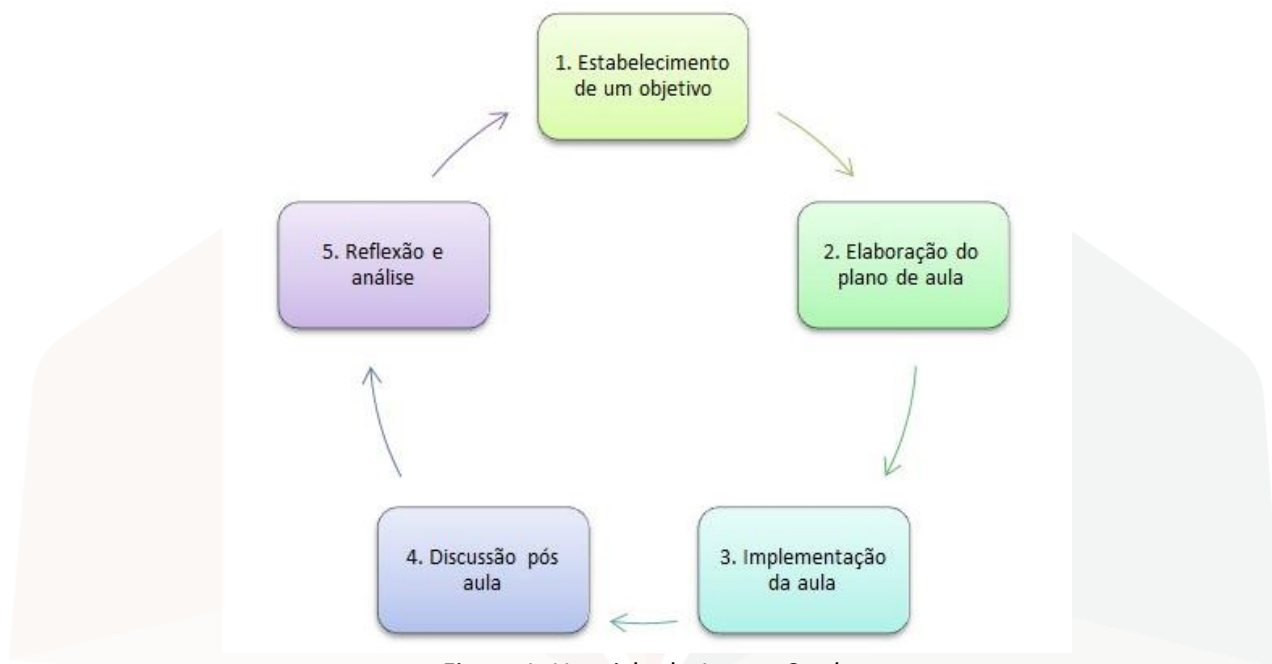 1. Estabelecimento
de um objetivo
2. Elaboração do
plano de aula
3. Implementação
da aula
4. Discussão pós
aula
5. Reflexão e
análise